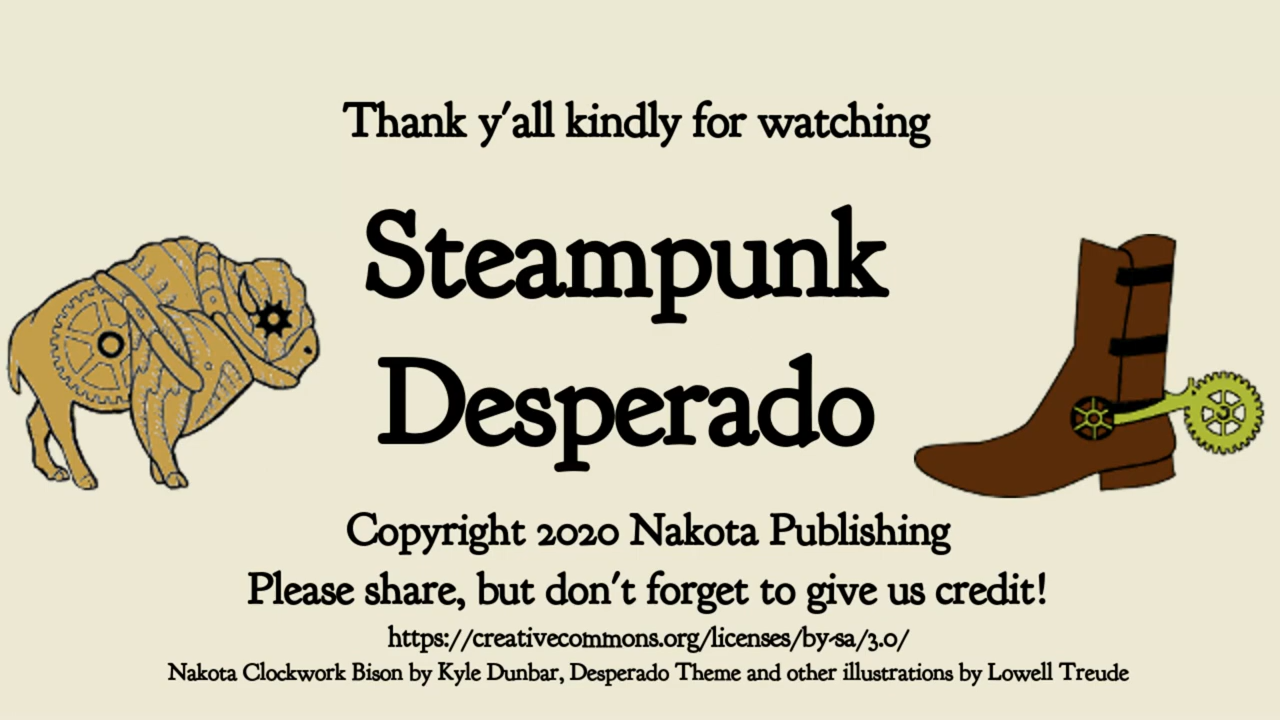 Thank y'all kindly for watching
Steampunk
Desperado
Copyright 2020 Nakota Publishing
Please share, but don't forget to give us credit!
https://creativecommons.org/licenses/by-sa/3.0/
Nakota Clockwork Bison by Kyle Dunbar, Desperado Theme and other illustrations by Lowell Treude